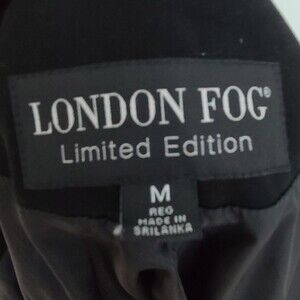 LONDON FOG®
Limited Edition
M
REG
MADE IN
SRILANKA